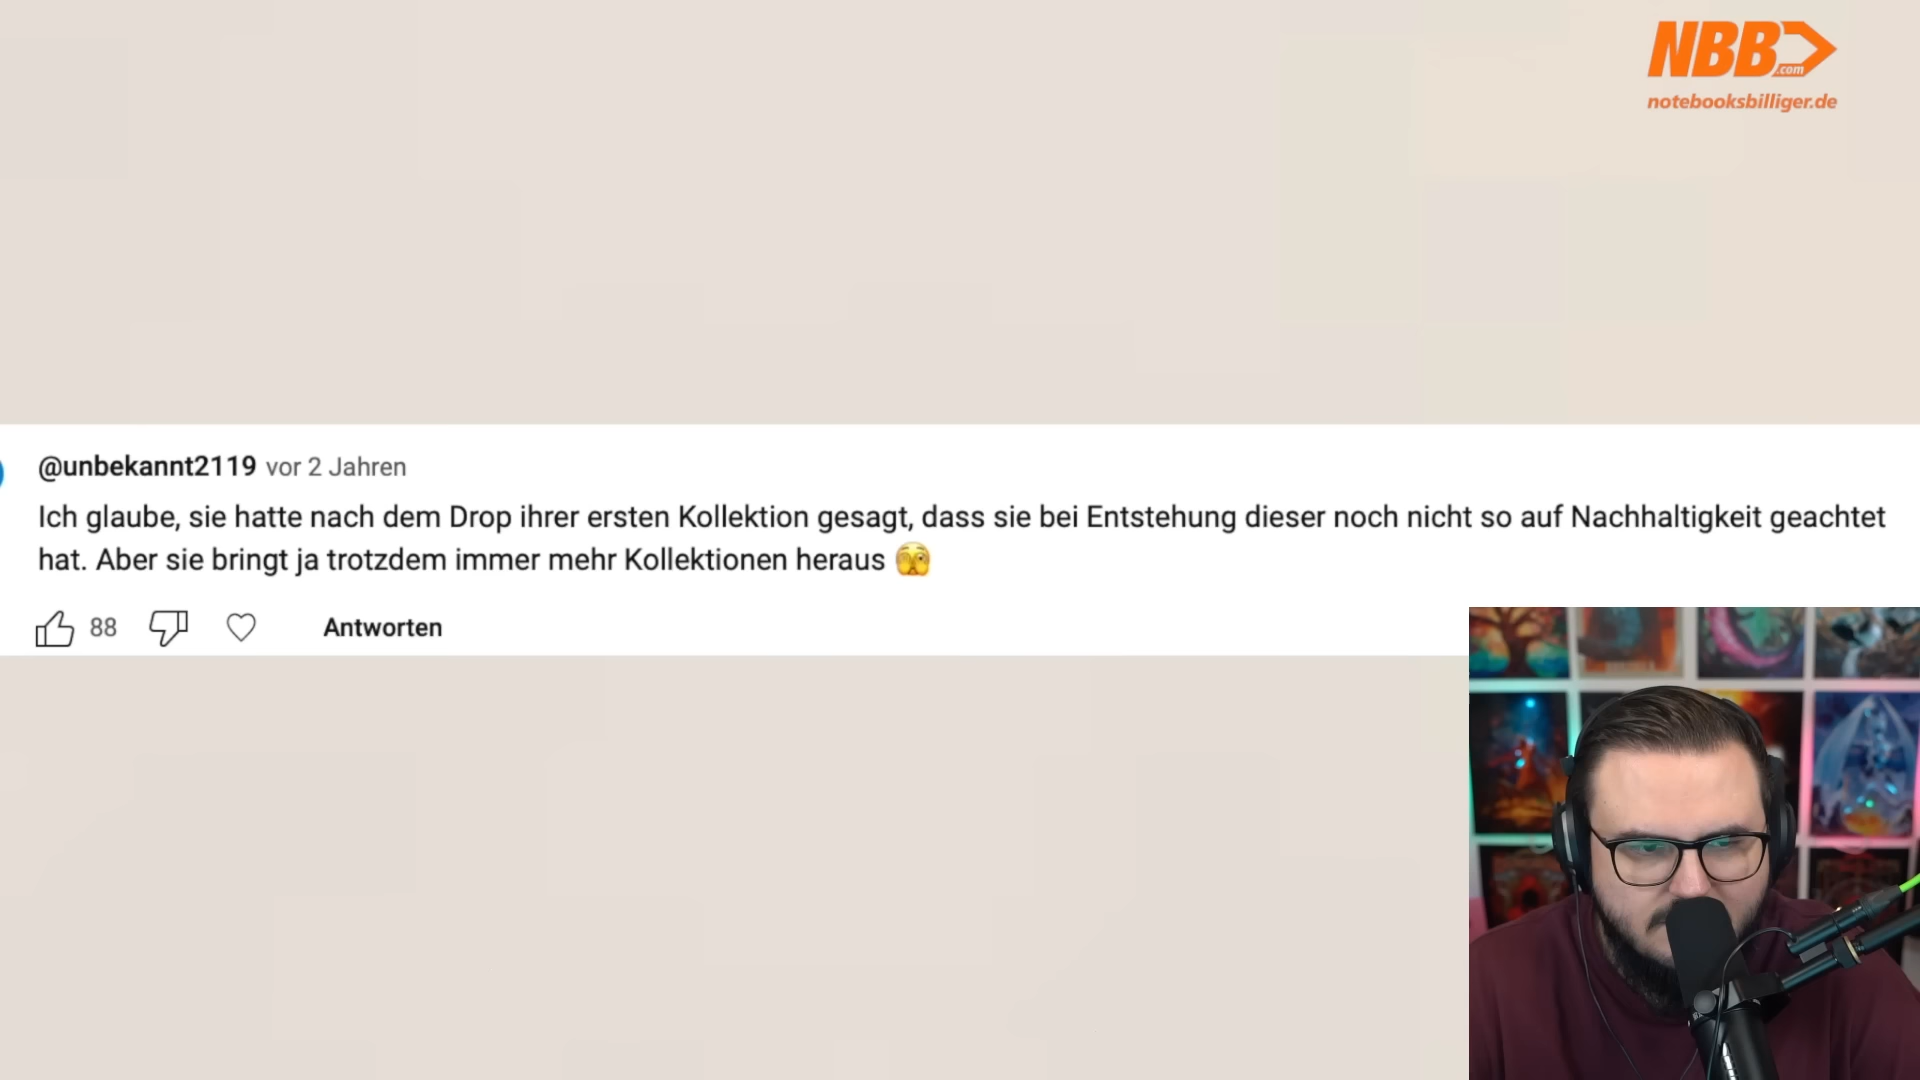 NBB
.com
notebooksbilliger.de
@unbekannt2119 vor 2 Jahren
Ich glaube, sie hatte nach dem Drop ihrer ersten Kollektion gesagt, dass sie bei Entstehung dieser noch nicht so auf Nachhaltigkeit geachtet
hat. Aber sie bringt ja trotzdem immer mehr Kollektionen heraus 🫣
88
Antworten